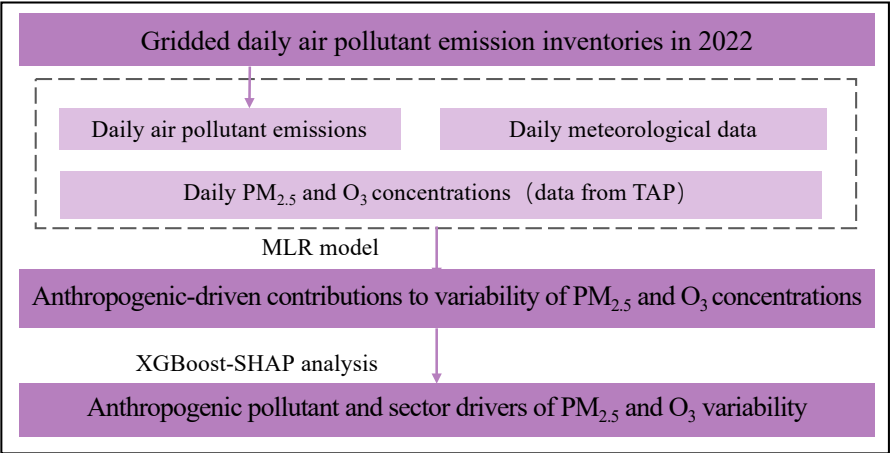 Gridded daily air pollutant emission inventories in 2022
Daily air pollutant emissions
Daily meteorological data
Daily PM₂.₅ and O₃ concentrations（data from TAP）
MLR model
Anthropogenic-driven contributions to variability of PM₂.₅ and O₃ concentrations
XGBoost-SHAP analysis
Anthropogenic pollutant and sector drivers of PM₂.₅ and O₃ variability